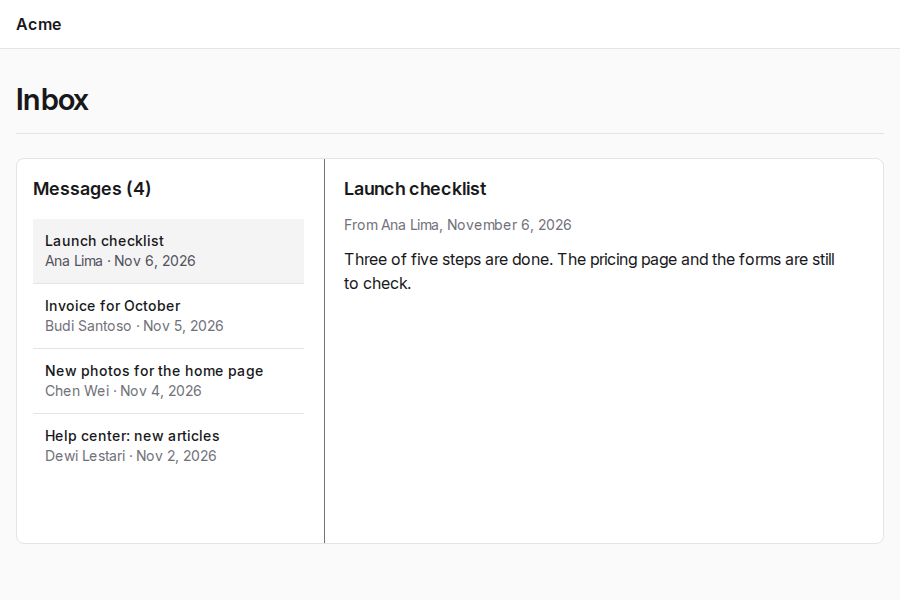 Acme
Inbox
Messages (4)
Launch checklist
Ana Lima · Nov 6, 2026
Invoice for October
Budi Santoso · Nov 5, 2026
New photos for the home page
Chen Wei · Nov 4, 2026
Help center: new articles
Dewi Lestari · Nov 2, 2026
Launch checklist
From Ana Lima, November 6, 2026
Three of five steps are done. The pricing page and the forms are still
to check.